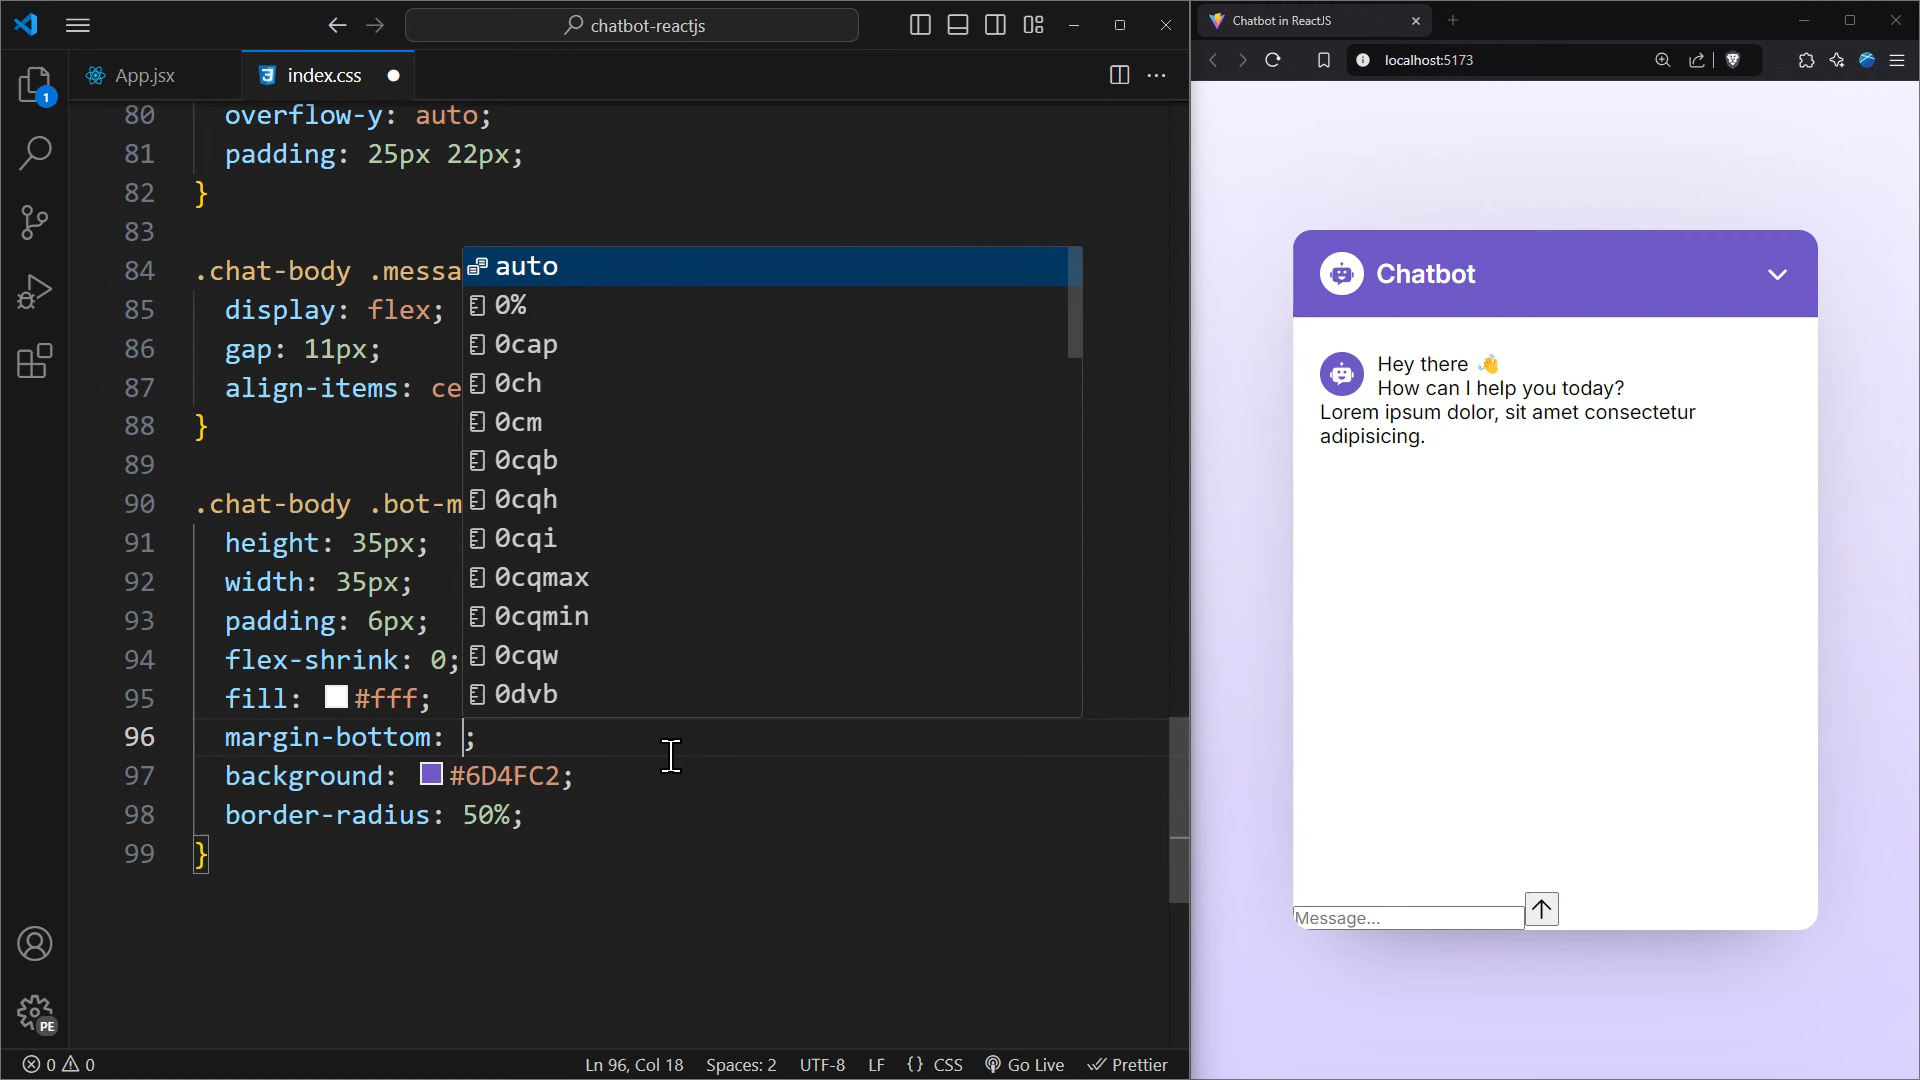 chatbot-reactjs
App.jsx
index.css
80 overflow-y: auto;
81 padding: 25px 22px;
82 }
83
84 .chat-body .messa
85 display: flex;
86 gap: 11px;
87 align-items: ce
88 }
89
90 .chat-body .bot-m
91 height: 35px;
92 width: 35px;
93 padding: 6px;
94 flex-shrink: 0;
95 fill: #fff;
96 margin-bottom: ;
97 background: #6D4FC2;
98 border-radius: 50%;
99 }
auto
0%
0cap
0ch
0cm
0cqb
0cqh
0cqi
0cqmax
0cqmin
0cqw
0dvb
1
PE
0 0
Ln 96, Col 18
Spaces: 2
UTF-8
LF
{} CSS
Go Live
Prettier
Chatbot in ReactJS
localhost:5173
Chatbot
Hey there 👋
How can I help you today?
Lorem ipsum dolor, sit amet consectetur
adipisicing.
Message...